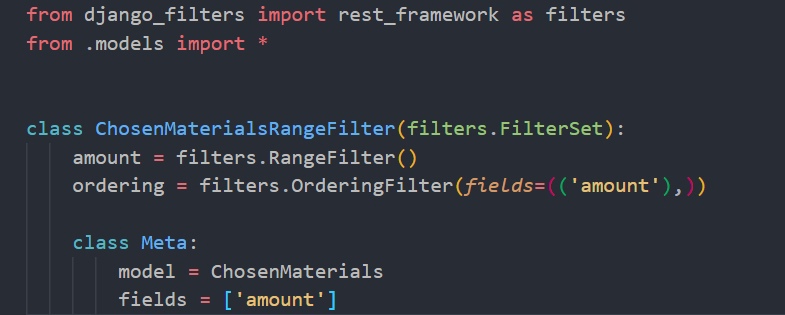 from django_filters import rest_framework as filters
from .models import *
class ChosenMaterialsRangeFilter(filters.FilterSet):
amount = filters.RangeFilter()
ordering = filters.OrderingFilter(fields=(('amount'),))
class Meta:
model = ChosenMaterials
fields = ['amount']